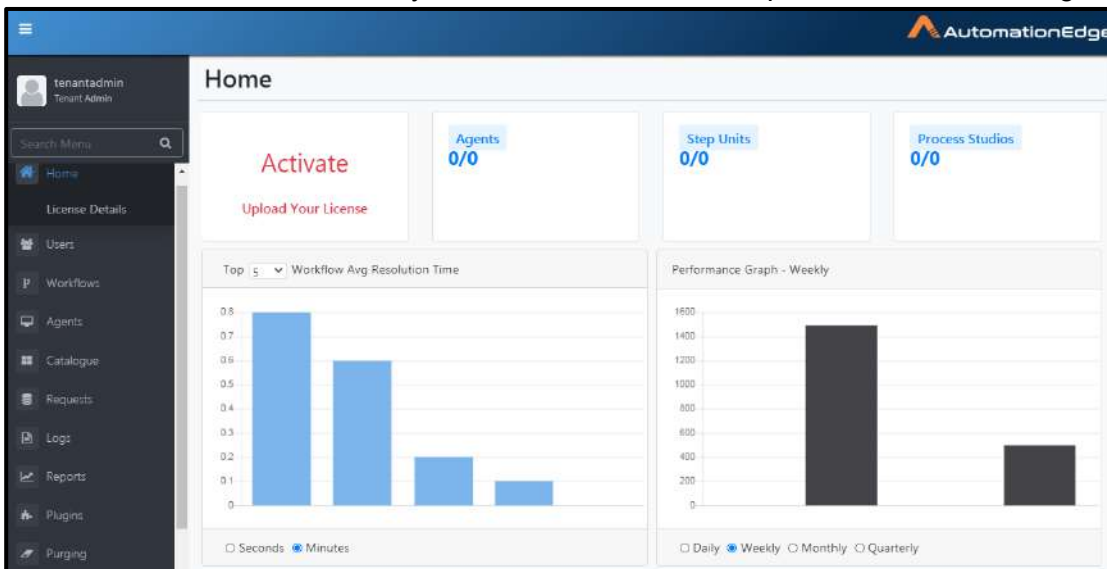 AutomationEdge
tenantadmin
Tenant Admin
Search Menu
Home
License Details
Users
Workflows
Agents
Catalogue
Requests
Logs
Reports
Plugins
Purging
Home
Activate
Upload Your License
Agents
0/0
Step Units
0/0
Process Studios
0/0
Top 5 Workflow Avg Resolution Time
0.8
0.7
0.6
0.5
0.4
0.3
0.2
0.1
0
Seconds Minutes
Performance Graph - Weekly
1600
1400
1200
1000
800
600
400
200
0
Daily Weekly Monthly Quarterly